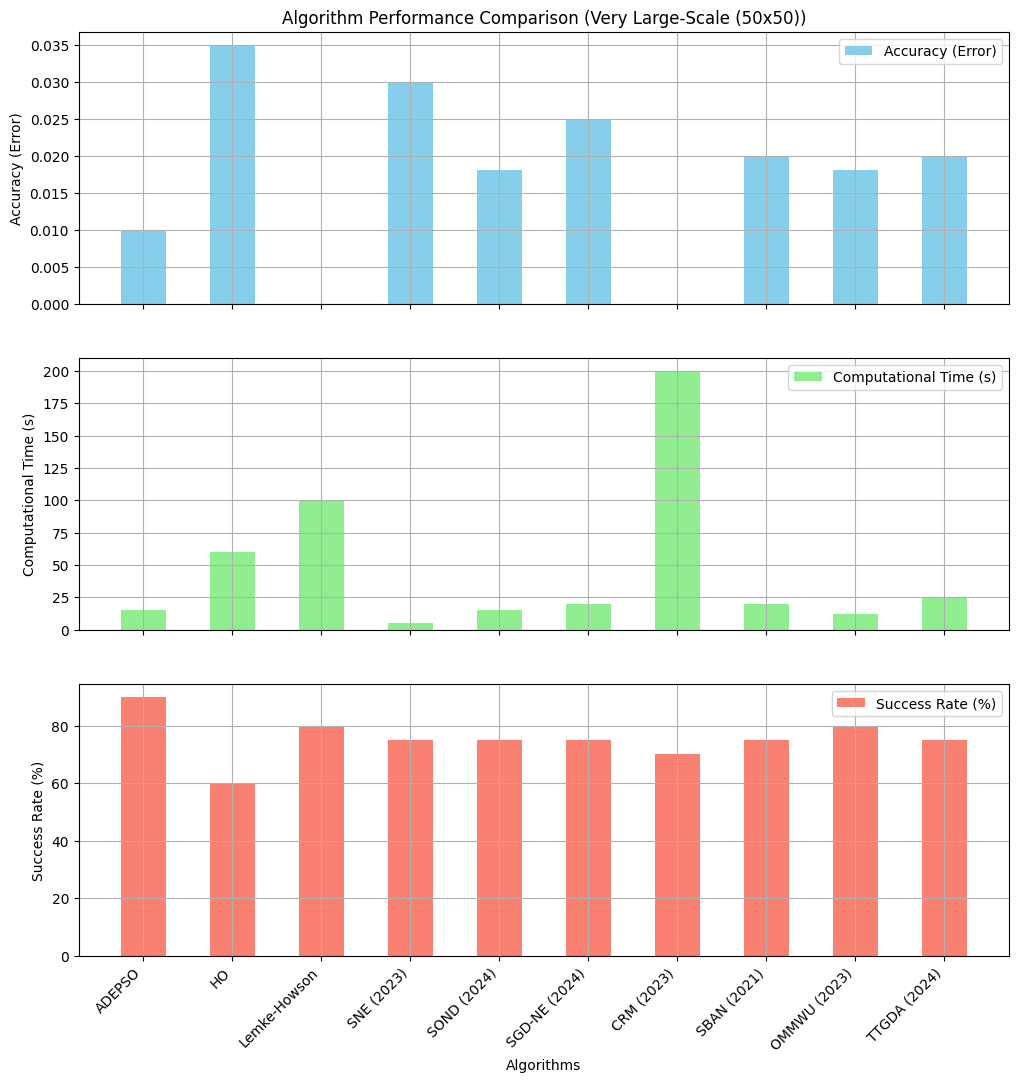 Algorithm Performance Comparison (Very Large-Scale (50x50))
Accuracy (Error)
Accuracy (Error)
0.035
0.030
0.025
0.020
0.015
0.010
0.005
0.000
Computational Time (s)
Computational Time (s)
200
175
150
125
100
75
50
25
0
Success Rate (%)
Success Rate (%)
80
60
40
20
0
ADEPSO
HO
Lemke-Howson
SNE (2023)
SOND (2024)
SGD-NE (2024)
CRM (2023)
SBAN (2021)
OMMWU (2023)
TTGDA (2024)
Algorithms